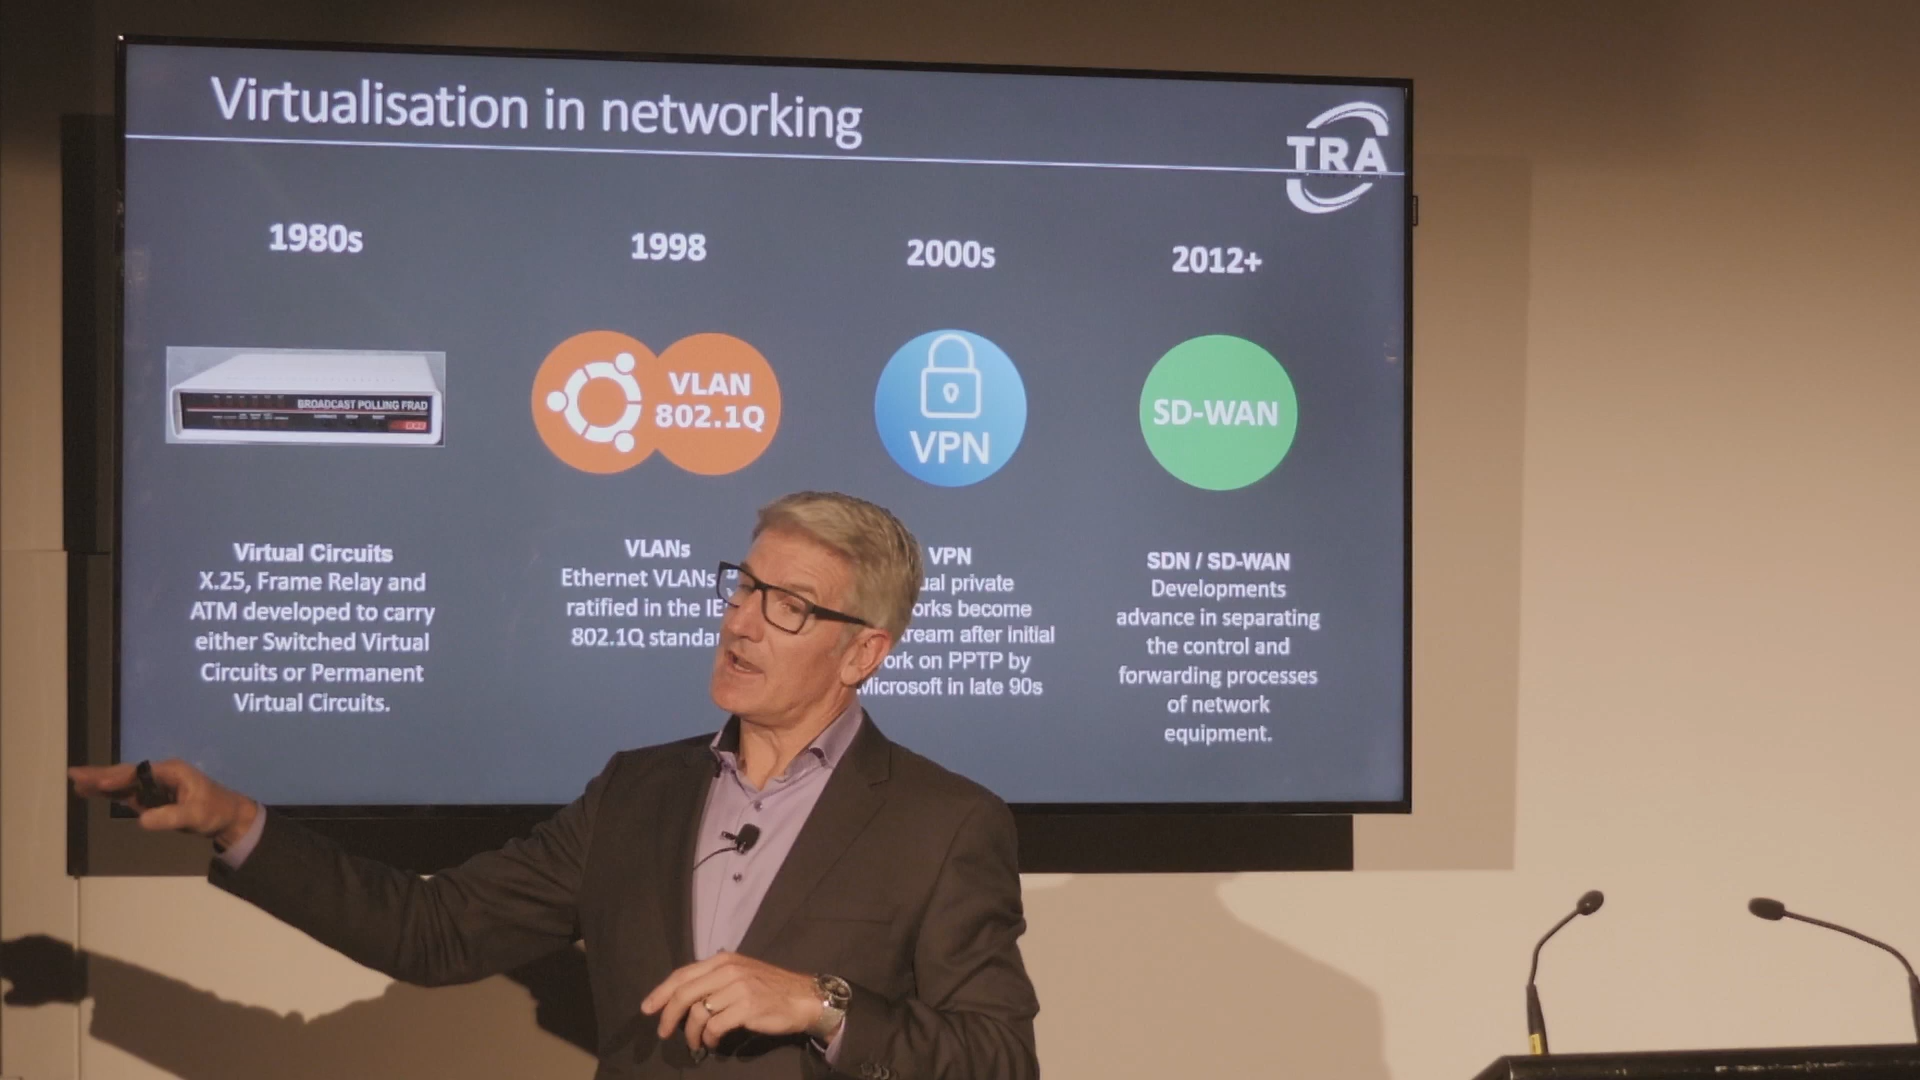 Virtualisation in networking
TRA
1980s
1998
2000s
2012+
BROADCAST POLLING FRAD
VLAN
802.1Q
VPN
SD-WAN
Virtual Circuits
X.25, Frame Relay and
ATM developed to carry
either Switched Virtual
Circuits or Permanent
Virtual Circuits.
VLANs
Ethernet VLANs
ratified in the
802.1Q
VPN
private
become
after initial
on PPTP by
Microsoft in late 90s
SDN / SD-WAN
Developments
advance in separating
the control and
forwarding processes
of network
equipment.